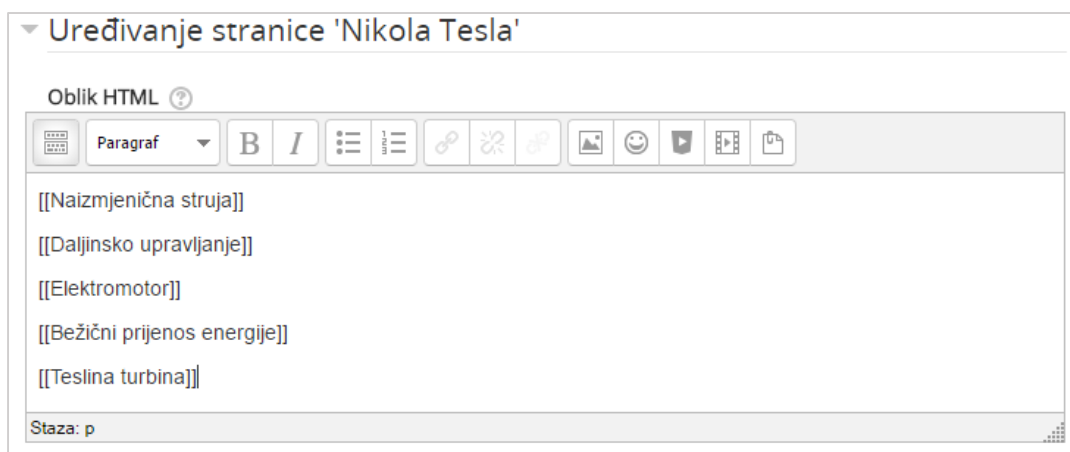 Uređivanje stranice 'Nikola Tesla'
Oblik HTML
Paragraf B I
[[Naizmjenična struja]]
[[Daljinsko upravljanje]]
[[Elektromotor]]
[[Bežični prijenos energije]]
[[Teslina turbina]]
Staza: p